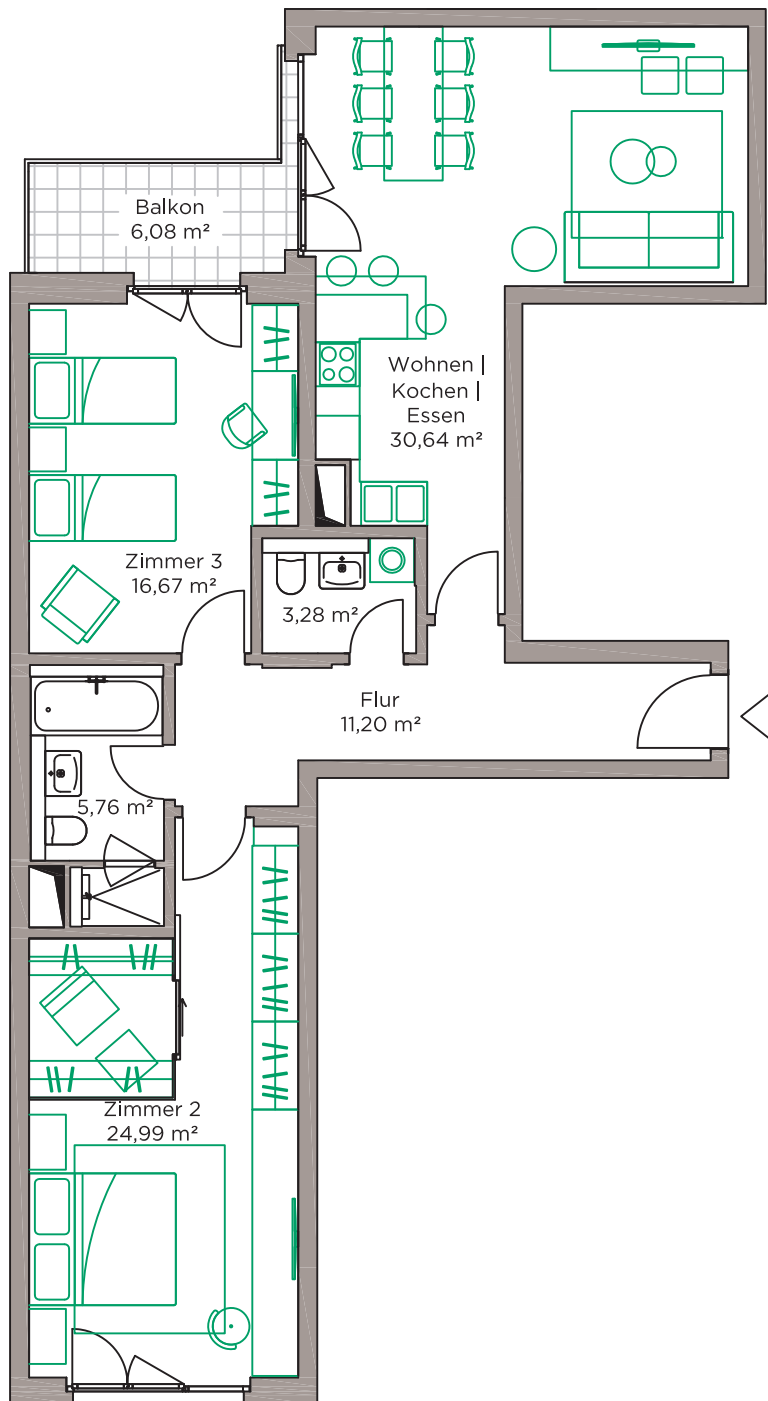 Balkon
6,08 m²
Wohnen |
Kochen |
Essen
30,64 m²
Zimmer 3
16,67 m²
3,28 m²
Flur
11,20 m²
5,76 m²
Zimmer 2
24,99 m²